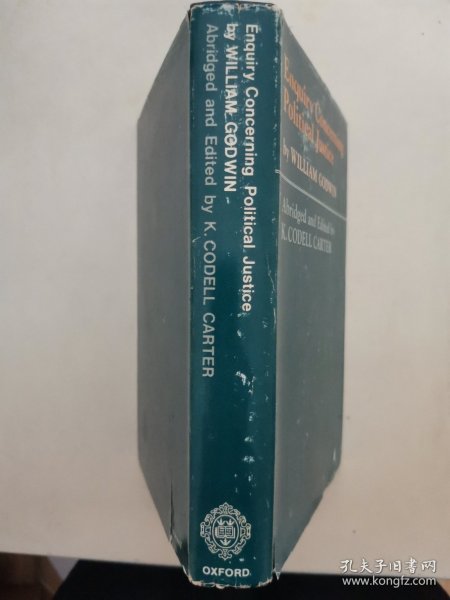 Enquiry Concerning Political Justice
by WILLIAM GODWIN
Abridged and Edited by K. CODELL CARTER
OXFORD
Enquiry Concerning
Political Justice
by WILLIAM GODWIN
Abridged and Edited by
K. CODELL CARTER
孔夫子旧书网
www.kongfz.com